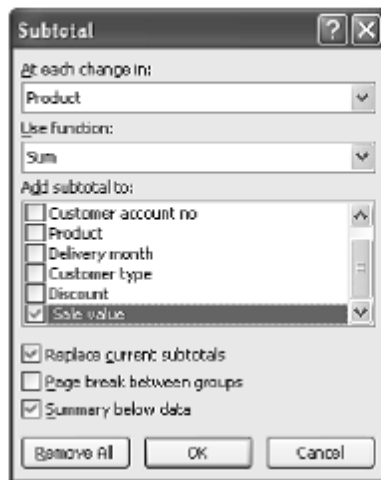 Subtotal
At each change in:
Product
Use function:
Sum
Add subtotal to:
Customer account no
Product
Delivery month
Customer type
Discount
Sale value
Replace current subtotals
Page break between groups
Summary below data
Remove All OK Cancel